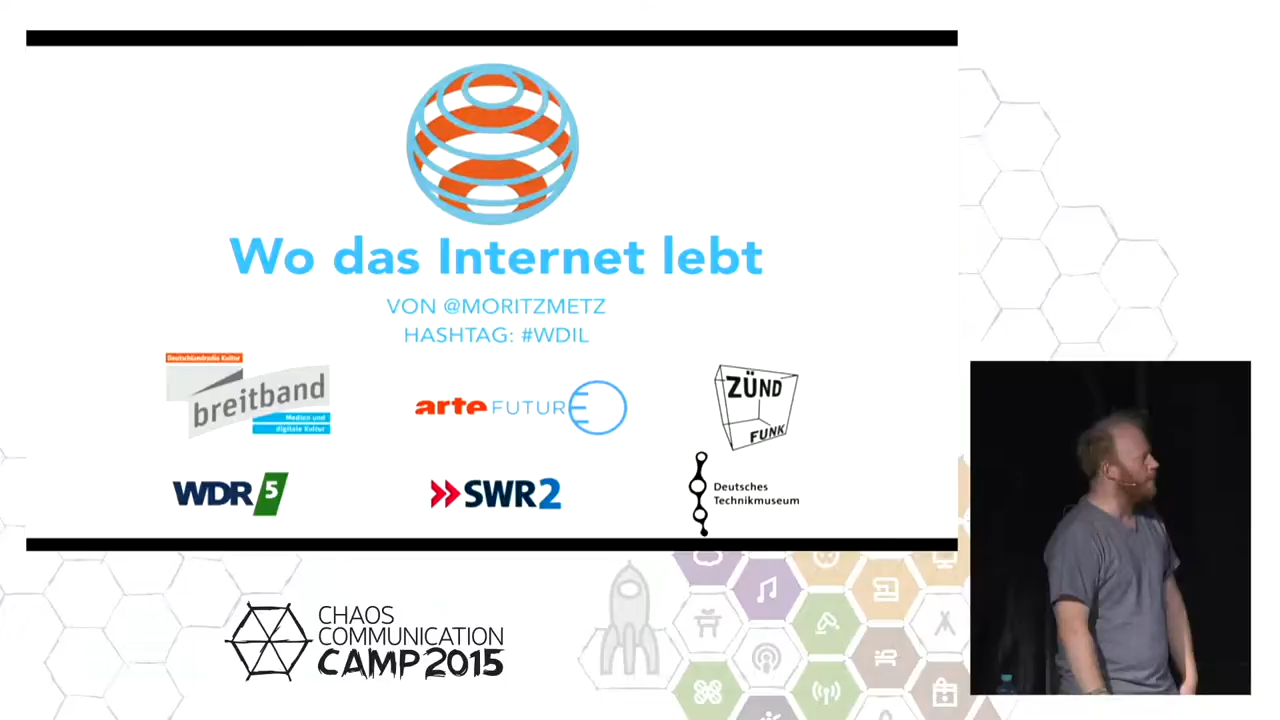 Wo das Internet lebt
VON @MORITZMETZ
HASHTAG: #WDIL
Deutschlandradio Kultur
breitband
Medien und
digitale Kultur
arte FUTUR
ZÜND
FUNK
WDR 5
SWR2
Deutsches
Technikmuseum
CHAOS
COMMUNICATION
CAMP 2015